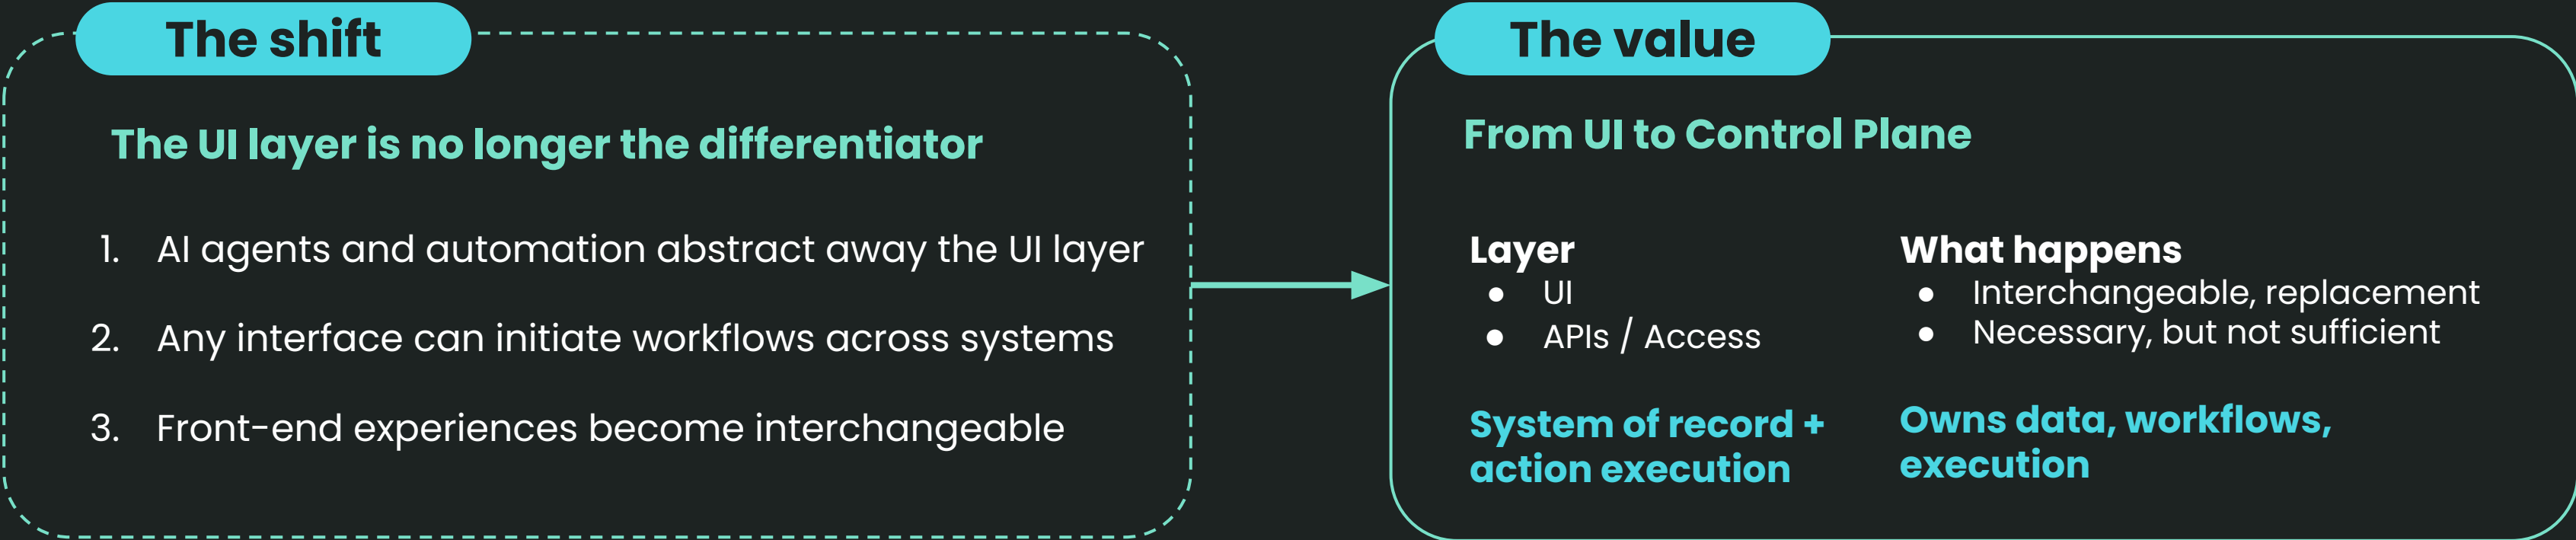 The shift
The UI layer is no longer the differentiator
1. AI agents and automation abstract away the UI layer
2. Any interface can initiate workflows across systems
3. Front-end experiences become interchangeable
The value
From UI to Control Plane
Layer
● UI
● APIs / Access
System of record +
action execution
What happens
● Interchangeable, replacement
● Necessary, but not sufficient
Owns data, workflows,
execution